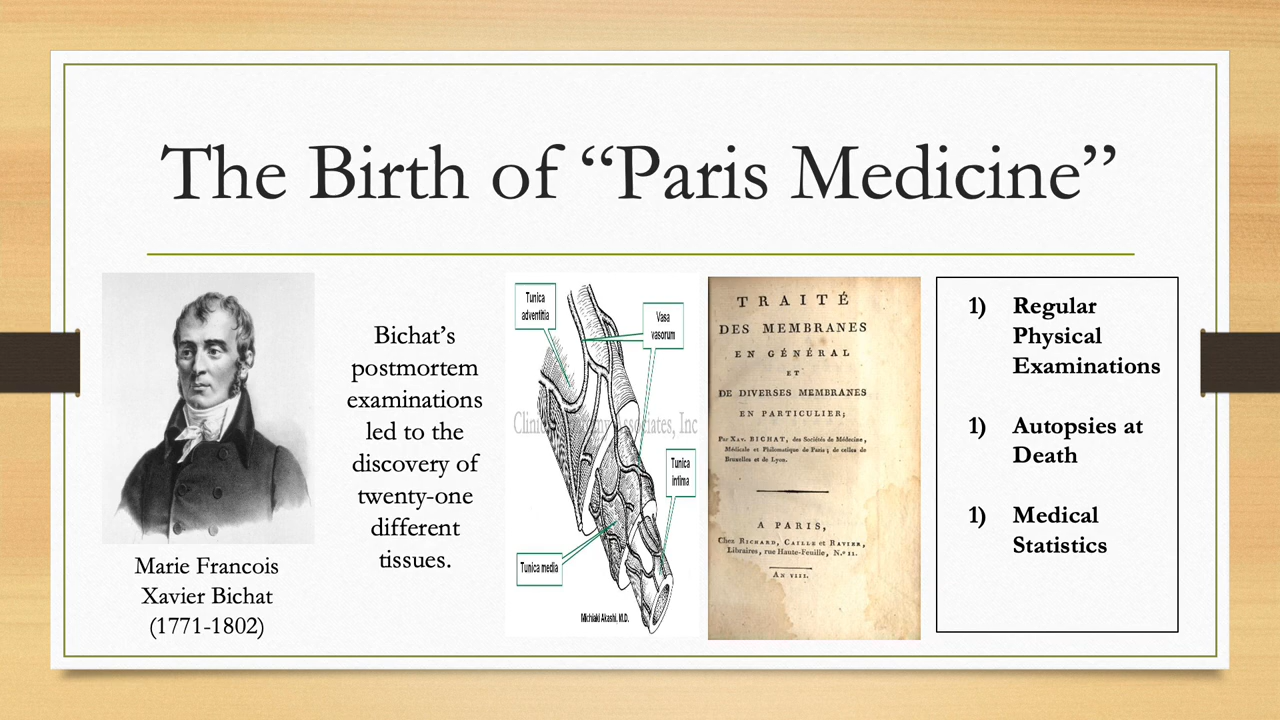 The Birth of “Paris Medicine”
Marie Francois
Xavier Bichat
(1771-1802)
Bichat’s
postmortem
examinations
led to the
discovery of
twenty-one
different
tissues.
Tunica
adventitia
Vasa
vasorum
Tunica
intima
Tunica media
Michiaki Akashi, M.D.
TRAITÉ
DES MEMBRANES
EN GÉNÉRAL
ET
DE DIVERSES MEMBRANES
EN PARTICULIER;
Par Xav. BICHAT, des Sociétés de Médecine,
Médicale et Philomatique de Paris; de celles de
Bruxelles et de Lyon.
A PARIS,
Chez Richard, Caille et Ravier,
Libraires, rue Haute-Feuille, N.º 11.
An VIII.
1) Regular
Physical
Examinations
1) Autopsies at
Death
1) Medical
Statistics